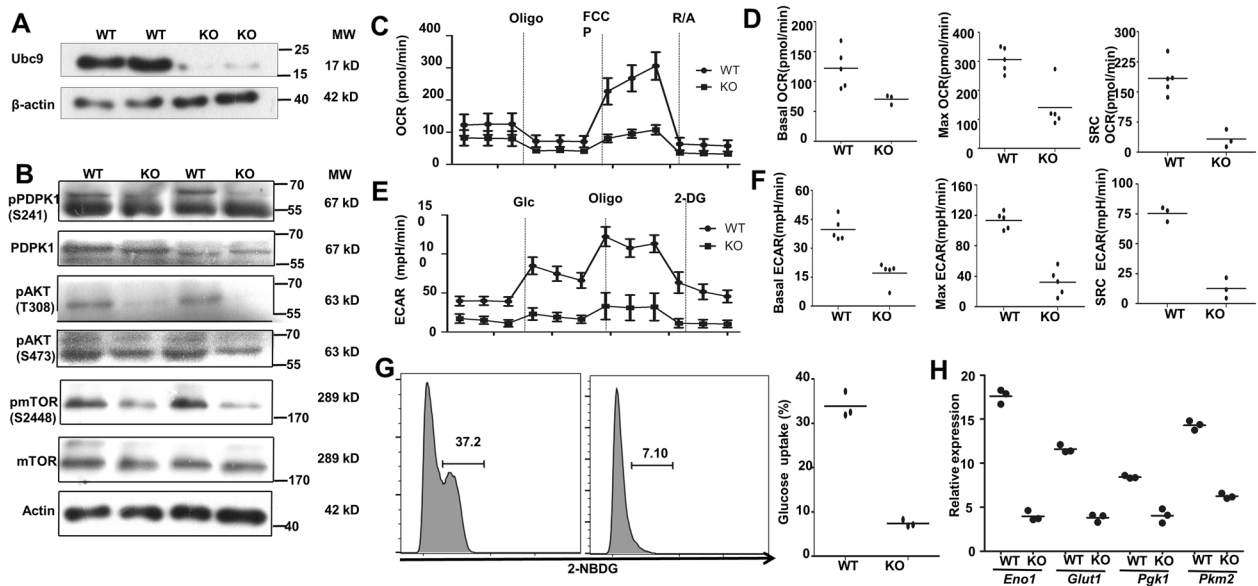 A
WT WT KO KO MW
Ubc9
25
15
17 kD
β-actin
40
42 kD
B
WT KO WT KO MW
pPDPK1
(S241)
70
55
67 kD
PDPK1
70
55
67 kD
pAKT
(T308)
70
55
63 kD
pAKT
(S473)
70
55
63 kD
pmTOR
(S2448)
170
289 kD
mTOR
170
289 kD
Actin
40
42 kD
C
Oligo
FCC
P
R/A
OCR (pmol/min)
400
300
200
100
0
WT
KO
E
Glc
Oligo
2-DG
ECAR (mpH/min)
15
0
10
0
50
0
WT
KO
D
Basal OCR(pmol/min)
200
150
100
50
0
WT KO
Max OCR(pmol/min)
400
300
200
100
0
WT KO
SRC
OCR(pmol/min)
300
225
150
75
0
WT KO
F
Basal ECAR(mpH/min)
60
45
30
15
0
WT KO
Max ECAR(mpH/min)
160
120
80
40
0
WT KO
SRC ECAR(mpH/min)
100
75
50
25
0
WT KO
G
37.2
7.10
2-NBDG
Glucose uptake (%)
40
30
20
10
0
WT KO
H
Relative expression
20
15
10
5
0
WT KO WT KO WT KO WT KO
Eno1 Glut1 Pgk1 Pkm2